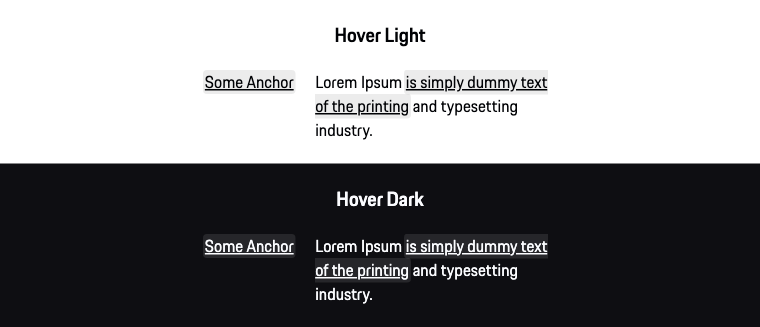 Hover Light
Some Anchor
Lorem Ipsum is simply dummy text
of the printing and typesetting
industry.
Hover Dark
Some Anchor
Lorem Ipsum is simply dummy text
of the printing and typesetting
industry.